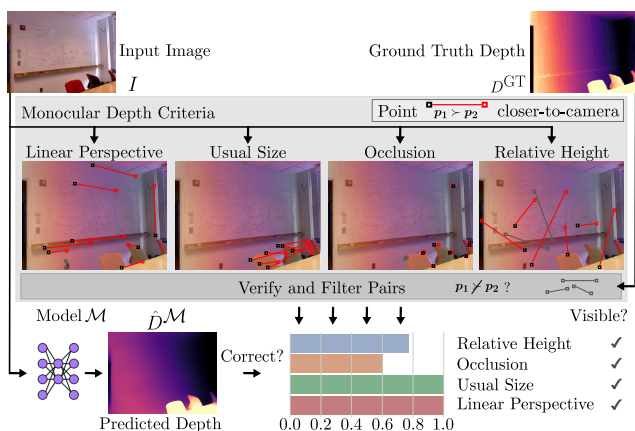 Input Image
I
Ground Truth Depth
D^GT
Monocular Depth Criteria
Point p₁ ≻ p₂ closer-to-camera
Linear Perspective
Usual Size
Occlusion
Relative Height
Verify and Filter Pairs
p₁ ⊁ p₂ ?
Model ℳ
D̂^ℳ
Visible?
Correct?
Relative Height ✓
Occlusion ✓
Usual Size ✓
Linear Perspective ✓
Predicted Depth
0.0 0.2 0.4 0.6 0.8 1.0